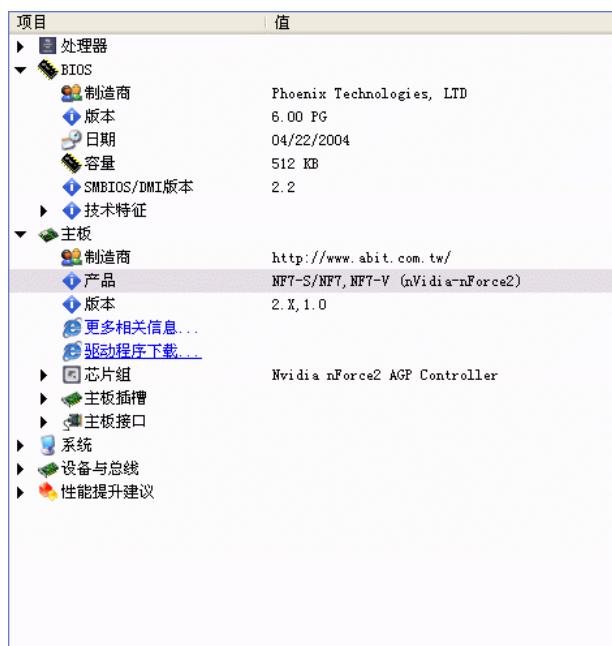 项目 值
处理器
BIOS
制造商 Phoenix Technologies, LTD
版本 6.00 PG
日期 04/22/2004
容量 512 KB
SMBIOS/DMI版本 2.2
技术特征
主板
制造商 http://www.abit.com.tw/
产品 NF7-S/NF7,NF7-V (nVidia-nForce2)
版本 2.X,1.0
更多相关信息...
驱动程序下载...
芯片组 Nvidia nForce2 AGP Controller
主板插槽
主板接口
系统
设备与总线
性能提升建议